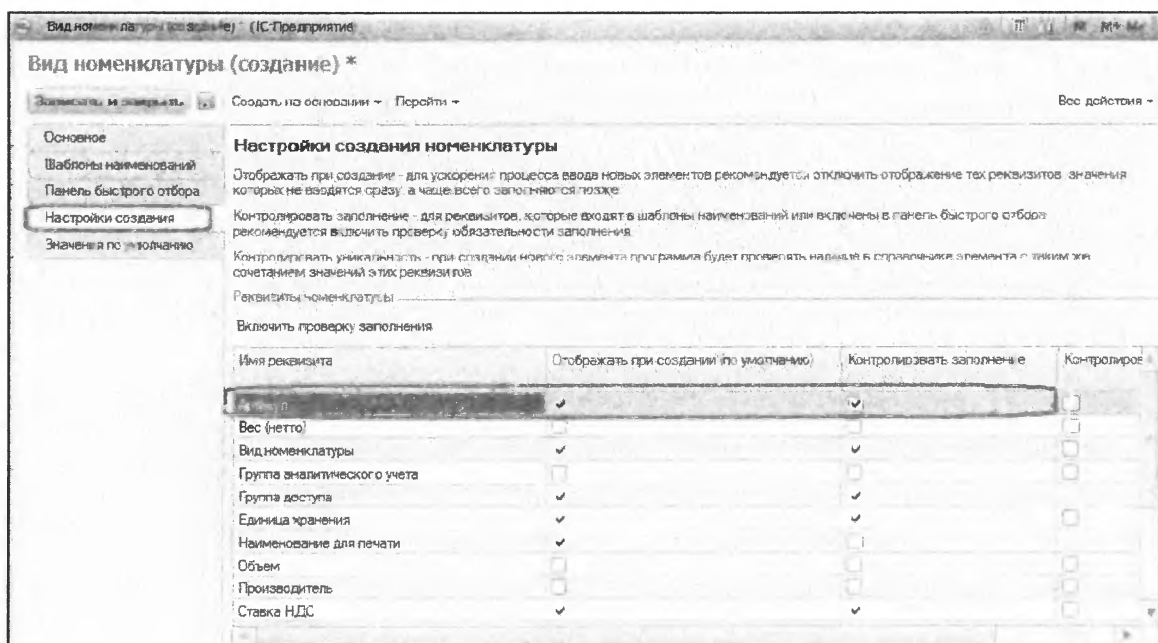 Вид номенклатуры (создание) * (1С:Предприятие
M M+ M-
Вид номенклатуры (создание) *
Записать и закрыть Создать на основании Перейти Все действия
Основное
Шаблоны наименований
Панель быстрого отбора
Настройки создания
Значения по умолчанию
Настройки создания номенклатуры
Отображать при создании - для ускорения процесса ввода новых элементов рекомендуется отключить отображение тех реквизитов, значения
которых не вводятся сразу, а чаще всего заполняются позже
Контролировать заполнение - для реквизитов, которые входят в шаблоны наименований или включены в панель быстрого отбора
рекомендуется включить проверку обязательности заполнения
Контролировать уникальность - при создании нового элемента программа будет проверять наличие в справочнике элемента с таким же
сочетанием значений этих реквизитов
Реквизиты номенклатуры
Включить проверку заполнения
Имя реквизита Отображать при создании (по умолчанию) Контролировать заполнение Контролиров
Вес (нетто)
Вид номенклатуры
Группа аналитического учета
Группа доступа
Единица хранения
Наименование для печати
Объем
Производитель
Ставка НДС